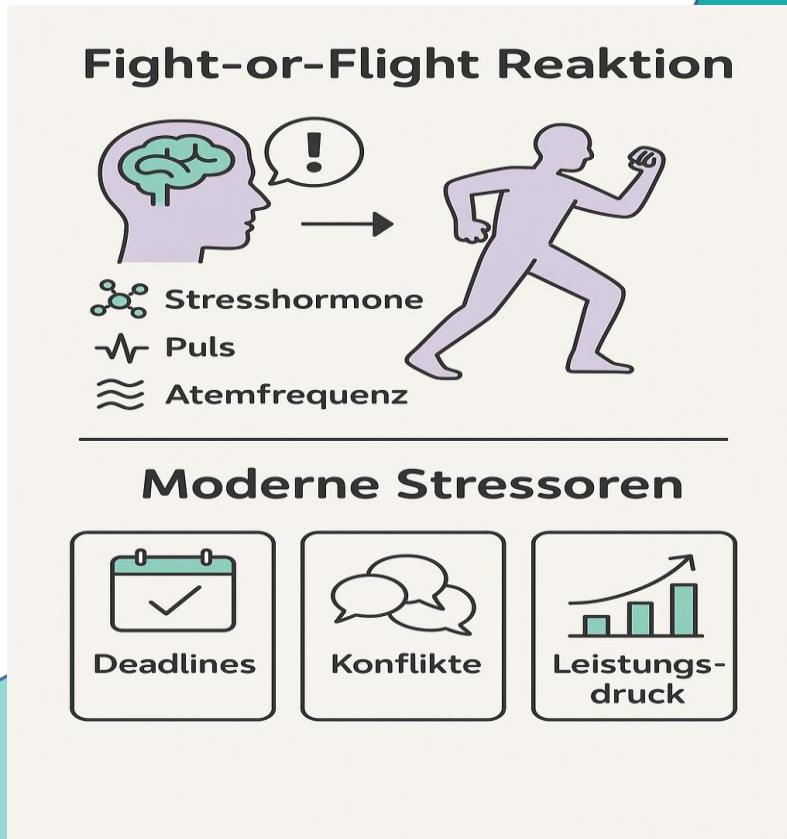 Fight-or-Flight Reaktion
!
Stresshormone
Puls
Atemfrequenz
Moderne Stressoren
Deadlines
Konflikte
Leistungs-
druck